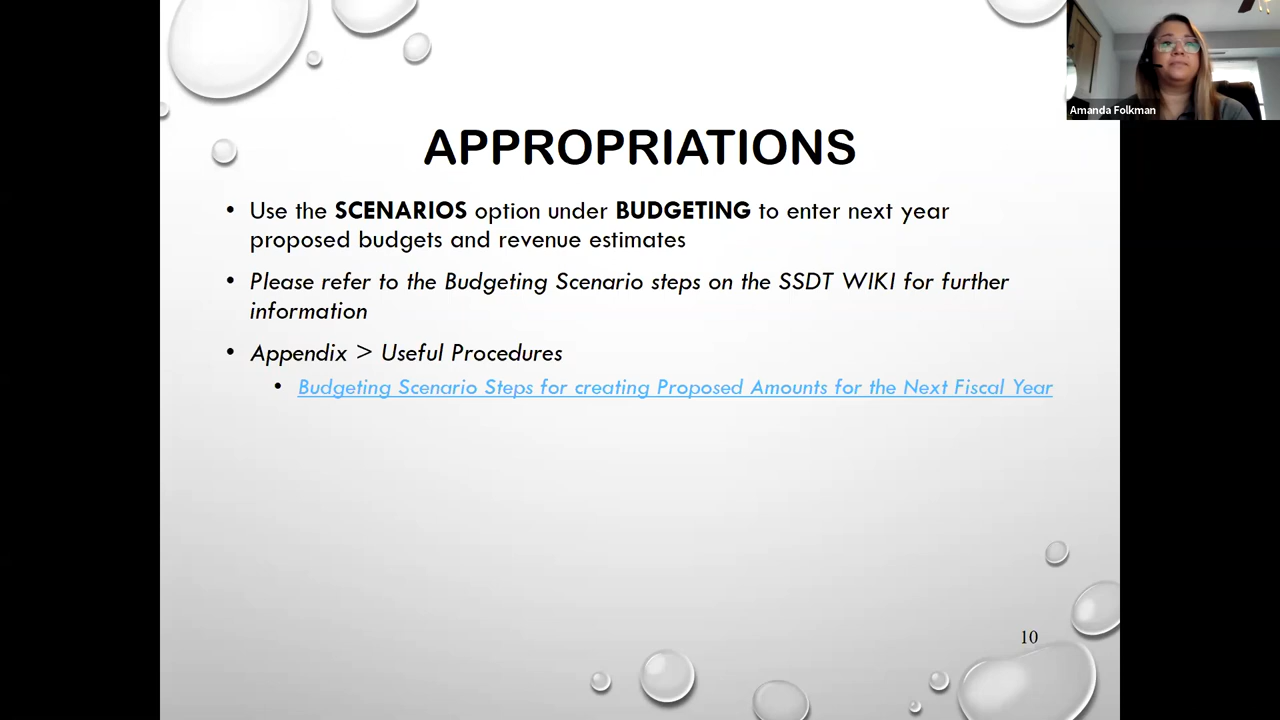 Amanda Folkman
APPROPRIATIONS
• Use the SCENARIOS option under BUDGETING to enter next year
proposed budgets and revenue estimates
• Please refer to the Budgeting Scenario steps on the SSDT WIKI for further
information
• Appendix > Useful Procedures
• Budgeting Scenario Steps for creating Proposed Amounts for the Next Fiscal Year
10